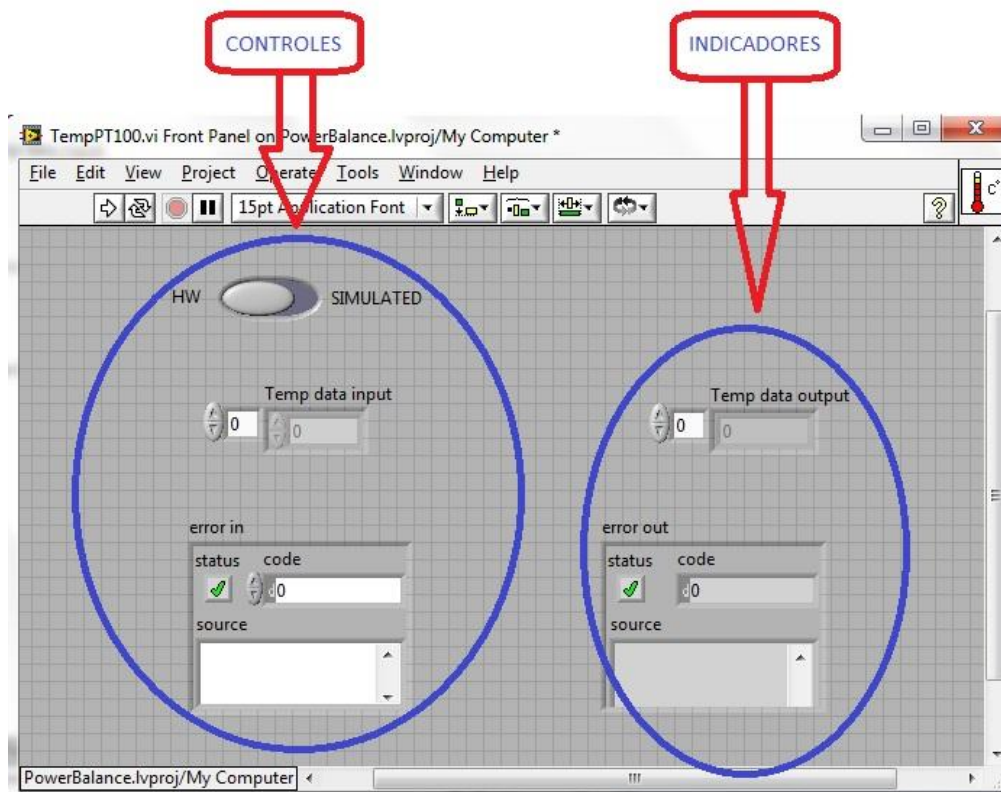 CONTROLES
INDICADORES
TempPT100.vi Front Panel on PowerBalance.lvproj/My Computer *
File Edit View Project Operate Tools Window Help
15pt Application Font
?
C°
HW
SIMULATED
Temp data input
0
0
Temp data output
0
0
error in
status code
d0
source
error out
status code
d0
source
PowerBalance.lvproj/My Computer